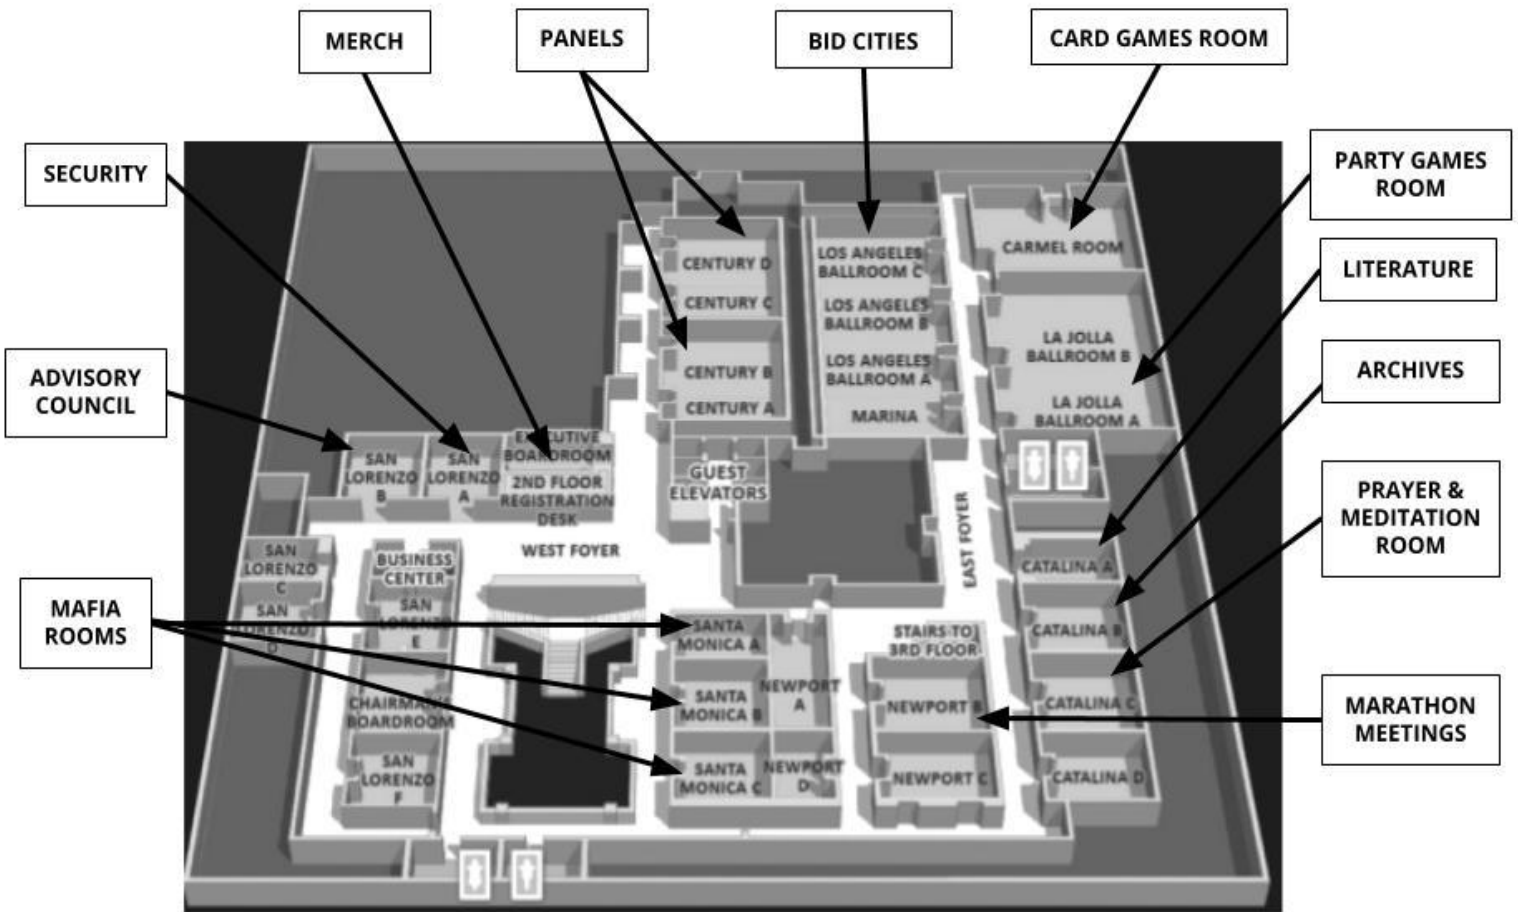 MERCH
PANELS
BID CITIES
CARD GAMES ROOM
SECURITY
PARTY GAMES
ROOM
LITERATURE
ADVISORY
COUNCIL
ARCHIVES
PRAYER &
MEDITATION
ROOM
MAFIA
ROOMS
MARATHON
MEETINGS
CENTURY D
CENTURY C
CENTURY B
CENTURY A
LOS ANGELES
BALLROOM C
LOS ANGELES
BALLROOM B
LOS ANGELES
BALLROOM A
MARINA
CARMEL ROOM
LA JOLLA
BALLROOM B
LA JOLLA
BALLROOM A
SAN
LORENZO
B
SAN
LORENZO
A
EXECUTIVE
BOARDROOM
2ND FLOOR
REGISTRATION
DESK
GUEST
ELEVATORS
WEST FOYER
EAST FOYER
SAN
LORENZO
C
SAN
LORENZO
D
BUSINESS
CENTER
SAN
LORENZO
E
CHAIRMAN'S
BOARDROOM
SAN
LORENZO
F
SANTA
MONICA A
SANTA
MONICA B
SANTA
MONICA C
NEWPORT
A
NEWPORT
D
STAIRS TO
3RD FLOOR
NEWPORT B
NEWPORT C
CATALINA A
CATALINA B
CATALINA C
CATALINA D